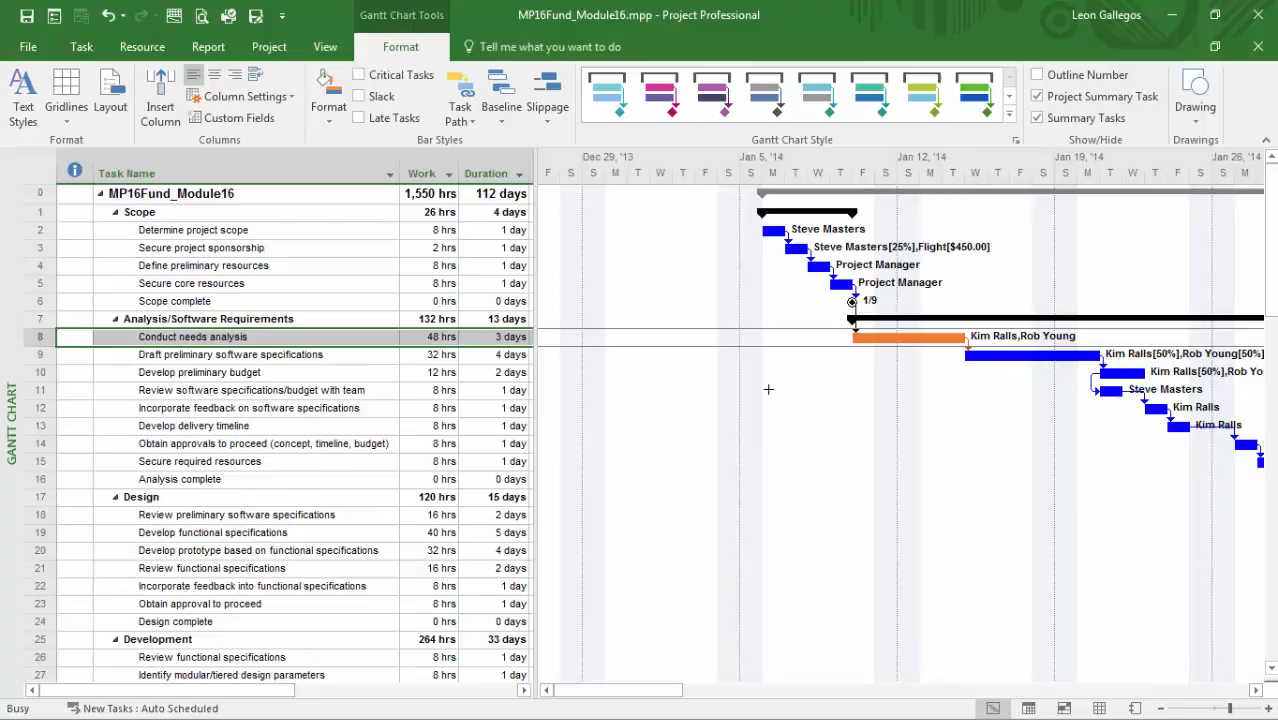 Gantt Chart Tools
MP16Fund_Module16.mpp - Project Professional
Leon Gallegos
File Task Resource Report Project View Format Tell me what you want to do
Text Styles
Gridlines
Layout
Format
Insert Column
Column Settings
Custom Fields
Columns
Format
Critical Tasks
Slack
Late Tasks
Task Path
Baseline
Slippage
Bar Styles
Gantt Chart Style
Outline Number
Project Summary Task
Summary Tasks
Show/Hide
Drawing
Drawings
Task Name Work Duration
Dec 29, '13 Jan 5, '14 Jan 12, '14 Jan 19, '14 Jan 26, '14
F S S M T W T F S S M T W T F S S M T W T F S S M T W T F S S M
GANTT CHART
0 MP16Fund_Module16 1,550 hrs 112 days
1 Scope 26 hrs 4 days
2 Determine project scope 8 hrs 1 day Steve Masters
3 Secure project sponsorship 2 hrs 1 day Steve Masters[25%],Flight[$450.00]
4 Define preliminary resources 8 hrs 1 day Project Manager
5 Secure core resources 8 hrs 1 day Project Manager
6 Scope complete 0 hrs 0 days 1/9
7 Analysis/Software Requirements 132 hrs 13 days
8 Conduct needs analysis 48 hrs 3 days Kim Ralls,Rob Young
9 Draft preliminary software specifications 32 hrs 4 days Kim Ralls[50%],Rob Young[50%]
10 Develop preliminary budget 12 hrs 2 days Kim Ralls[50%],Rob Yo
11 Review software specifications/budget with team 8 hrs 1 day Steve Masters
12 Incorporate feedback on software specifications 8 hrs 1 day Kim Ralls
13 Develop delivery timeline 8 hrs 1 day Kim Ralls
14 Obtain approvals to proceed (concept, timeline, budget) 8 hrs 1 day
15 Secure required resources 8 hrs 1 day
16 Analysis complete 0 hrs 0 days
17 Design 120 hrs 15 days
18 Review preliminary software specifications 16 hrs 2 days
19 Develop functional specifications 40 hrs 5 days
20 Develop prototype based on functional specifications 32 hrs 4 days
21 Review functional specifications 16 hrs 2 days
22 Incorporate feedback into functional specifications 8 hrs 1 day
23 Obtain approval to proceed 8 hrs 1 day
24 Design complete 0 hrs 0 days
25 Development 264 hrs 33 days
26 Review functional specifications 8 hrs 1 day
27 Identify modular/tiered design parameters 8 hrs 1 day
Busy New Tasks : Auto Scheduled